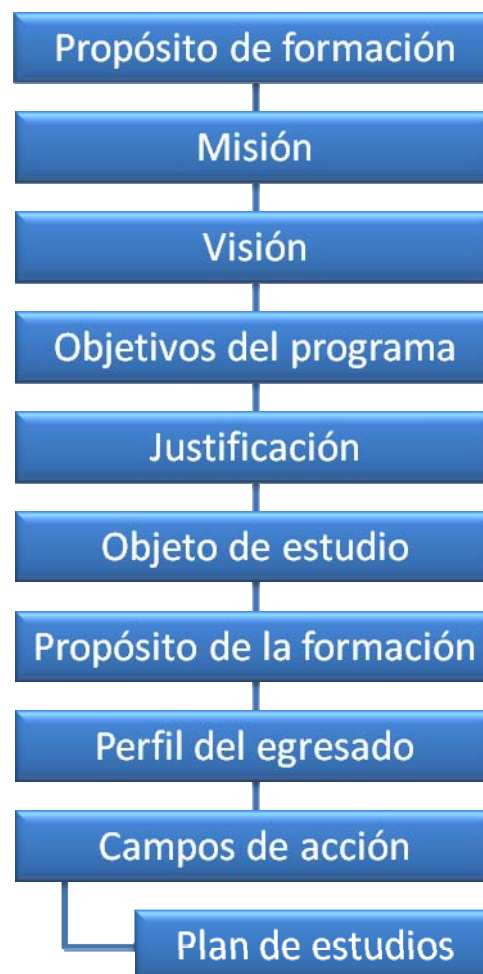 Propósito de formación
Misión
Visión
Objetivos del programa
Justificación
Objeto de estudio
Propósito de la formación
Perfil del egresado
Campos de acción
Plan de estudios